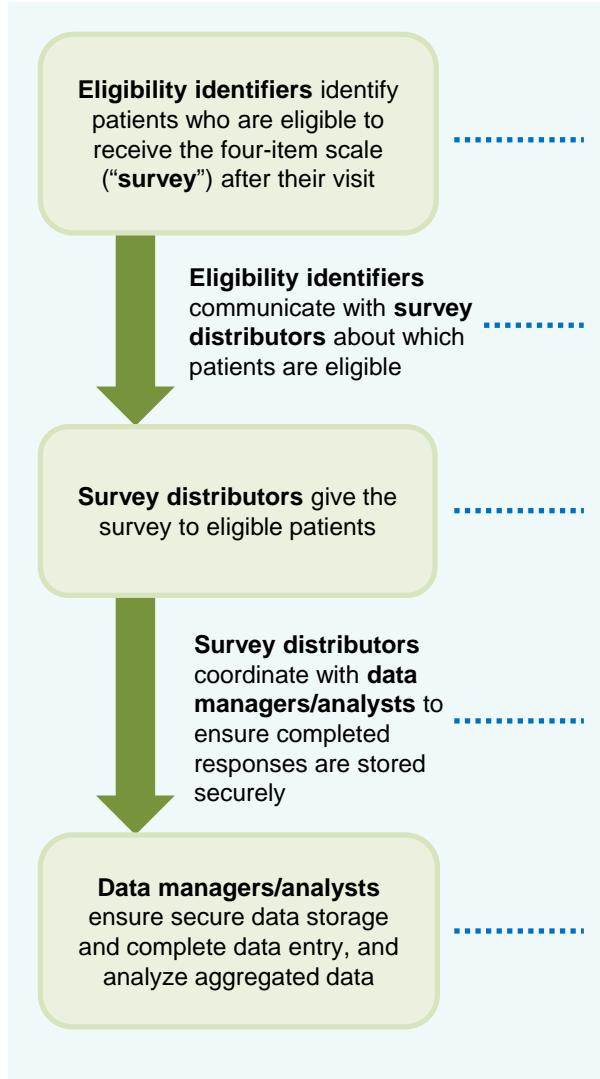 Eligibility identifiers identify
patients who are eligible to
receive the four-item scale
(“survey”) after their visit
Eligibility identifiers
communicate with survey
distributors about which
patients are eligible
Survey distributors give the
survey to eligible patients
Survey distributors
coordinate with data
managers/analysts to
ensure completed
responses are stored
securely
Data managers/analysts
ensure secure data storage
and complete data entry, and
analyze aggregated data